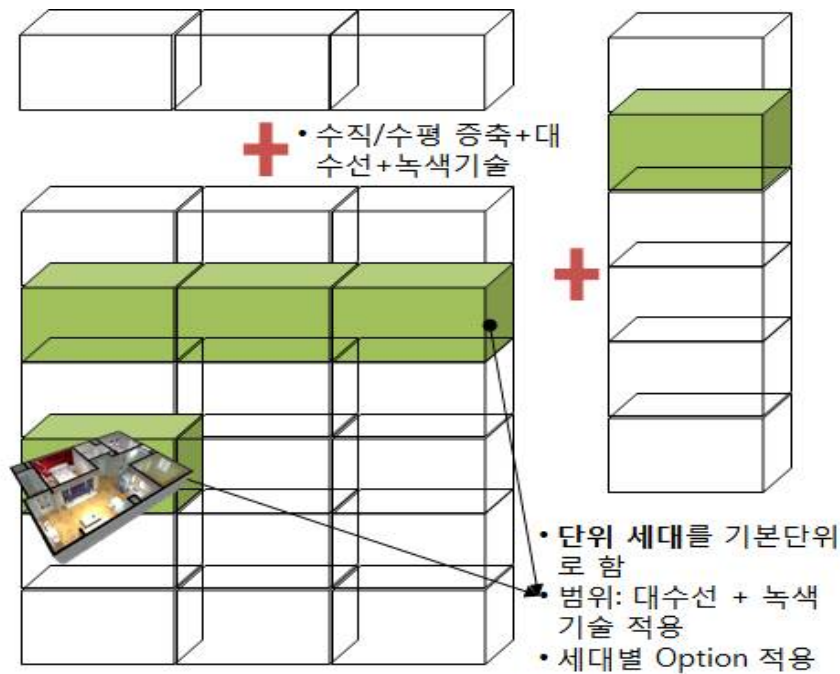 • 수직/수평 증축+대
수선+녹색기술
• 단위 세대를 기본단위
로 함
• 범위: 대수선 + 녹색
기술 적용
• 세대별 Option 적용